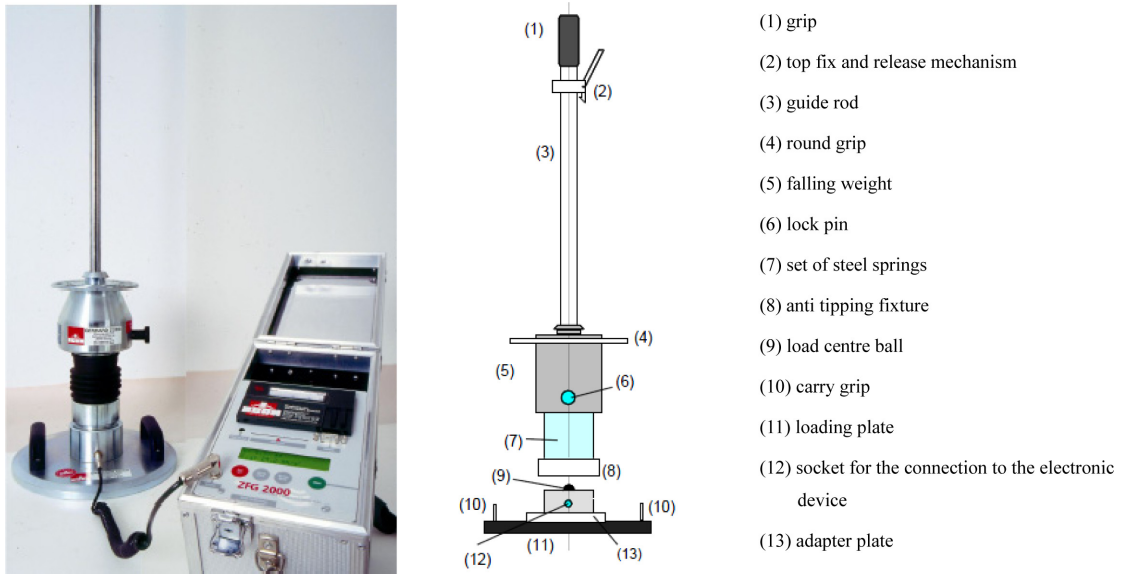 ZFG 2000
(1)
(2)
(3)
(4)
(5)
(6)
(7)
(8)
(9)
(10)
(10)
(11)
(12)
(13)
(1) grip
(2) top fix and release mechanism
(3) guide rod
(4) round grip
(5) falling weight
(6) lock pin
(7) set of steel springs
(8) anti tipping fixture
(9) load centre ball
(10) carry grip
(11) loading plate
(12) socket for the connection to the electronic
device
(13) adapter plate